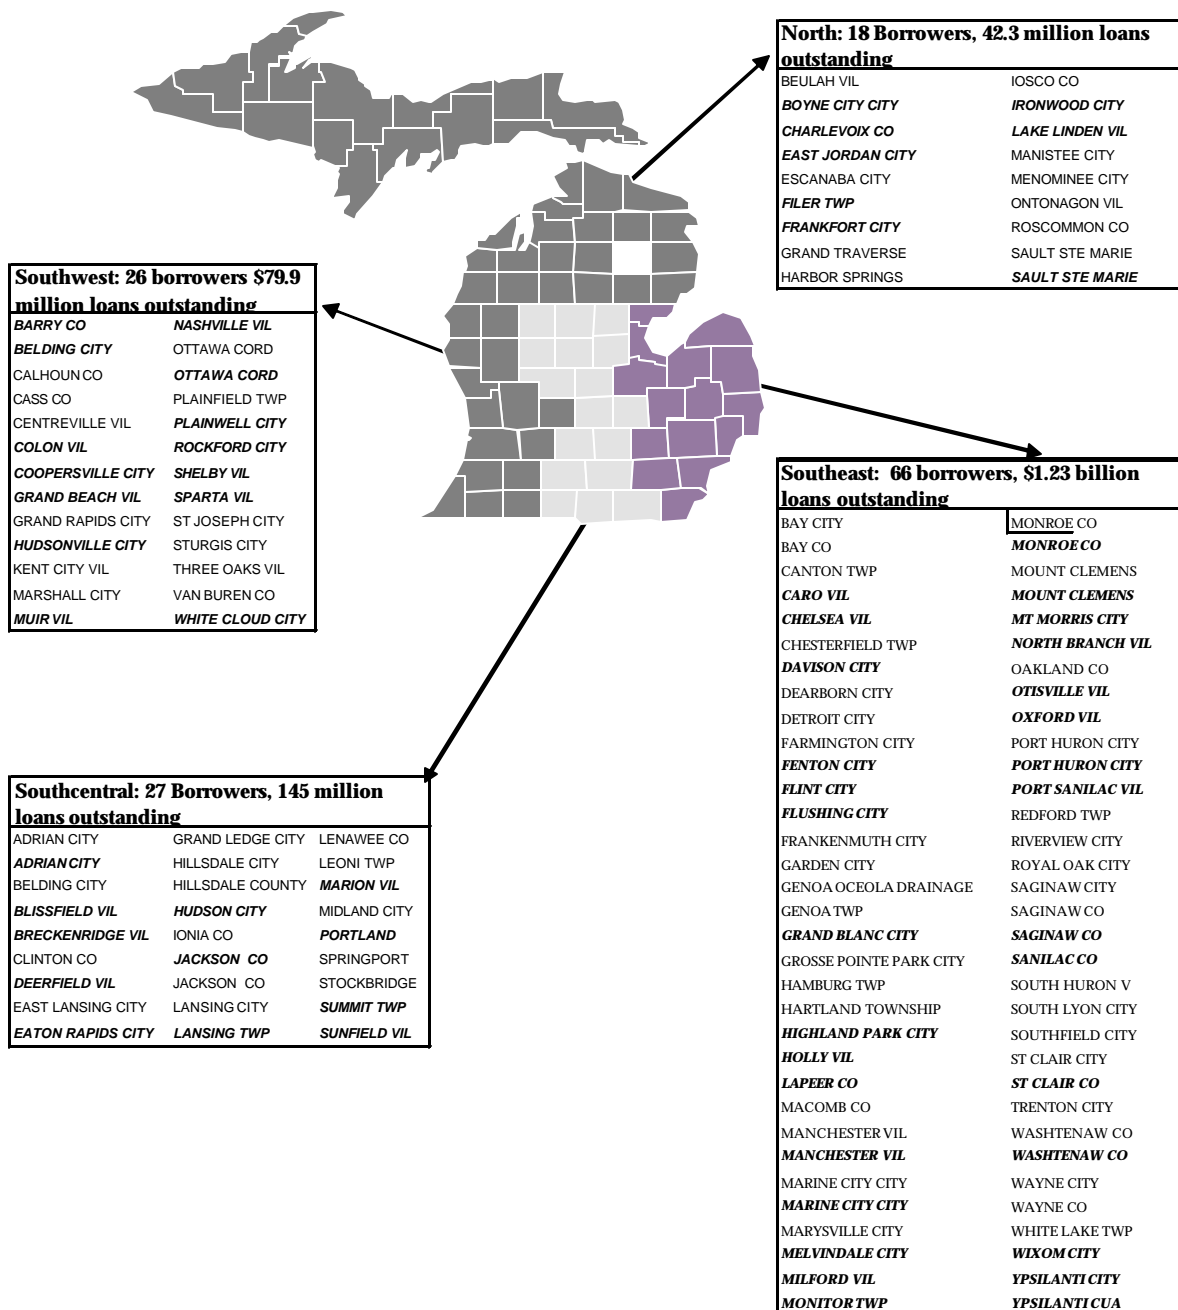 North: 18 Borrowers, 42.3 million loans
outstanding
BEULAH VIL IOSCO CO
BOYNE CITY CITY IRONWOOD CITY
CHARLEVOIX CO LAKE LINDEN VIL
EAST JORDAN CITY MANISTEE CITY
ESCANABA CITY MENOMINEE CITY
FILER TWP ONTONAGON VIL
FRANKFORT CITY ROSCOMMON CO
GRAND TRAVERSE SAULT STE MARIE
HARBOR SPRINGS SAULT STE MARIE
Southwest: 26 borrowers $79.9
million loans outstanding
BARRY CO NASHVILLE VIL
BELDING CITY OTTAWA CORD
CALHOUN CO OTTAWA CORD
CASS CO PLAINFIELD TWP
CENTREVILLE VIL PLAINWELL CITY
COLON VIL ROCKFORD CITY
COOPERSVILLE CITY SHELBY VIL
GRAND BEACH VIL SPARTA VIL
GRAND RAPIDS CITY ST JOSEPH CITY
HUDSONVILLE CITY STURGIS CITY
KENT CITY VIL THREE OAKS VIL
MARSHALL CITY VAN BUREN CO
MUIR VIL WHITE CLOUD CITY
Southeast: 66 borrowers, $1.23 billion
loans outstanding
BAY CITY MONROE CO
BAY CO MONROE CO
CANTON TWP MOUNT CLEMENS
CARO VIL MOUNT CLEMENS
CHELSEA VIL MT MORRIS CITY
CHESTERFIELD TWP NORTH BRANCH VIL
DAVISON CITY OAKLAND CO
DEARBORN CITY OTISVILLE VIL
DETROIT CITY OXFORD VIL
FARMINGTON CITY PORT HURON CITY
FENTON CITY PORT HURON CITY
FLINT CITY PORT SANILAC VIL
FLUSHING CITY REDFORD TWP
FRANKENMUTH CITY RIVERVIEW CITY
GARDEN CITY ROYAL OAK CITY
GENOA OCEOLA DRAINAGE SAGINAW CITY
GENOA TWP SAGINAW CO
GRAND BLANC CITY SAGINAW CO
GROSSE POINTE PARK CITY SANILAC CO
HAMBURG TWP SOUTH HURON V
HARTLAND TOWNSHIP SOUTH LYON CITY
HIGHLAND PARK CITY SOUTHFIELD CITY
HOLLY VIL ST CLAIR CITY
LAPEER CO ST CLAIR CO
MACOMB CO TRENTON CITY
MANCHESTER VIL WASHTENAW CO
MANCHESTER VIL WASHTENAW CO
MARINE CITY CITY WAYNE CITY
MARINE CITY CITY WAYNE CO
MARYSVILLE CITY WHITE LAKE TWP
MELVINDALE CITY WIXOM CITY
MILFORD VIL YPSILANTI CITY
MONITOR TWP YPSILANTI CUA
Southcentral: 27 Borrowers, 145 million
loans outstanding
ADRIAN CITY GRAND LEDGE CITY LENAWEE CO
ADRIAN CITY HILLSDALE CITY LEONI TWP
BELDING CITY HILLSDALE COUNTY MARION VIL
BLISSFIELD VIL HUDSON CITY MIDLAND CITY
BRECKENRIDGE VIL IONIA CO PORTLAND
CLINTON CO JACKSON CO SPRINGPORT
DEERFIELD VIL JACKSON CO STOCKBRIDGE
EAST LANSING CITY LANSING CITY SUMMIT TWP
EATON RAPIDS CITY LANSING TWP SUNFIELD VIL